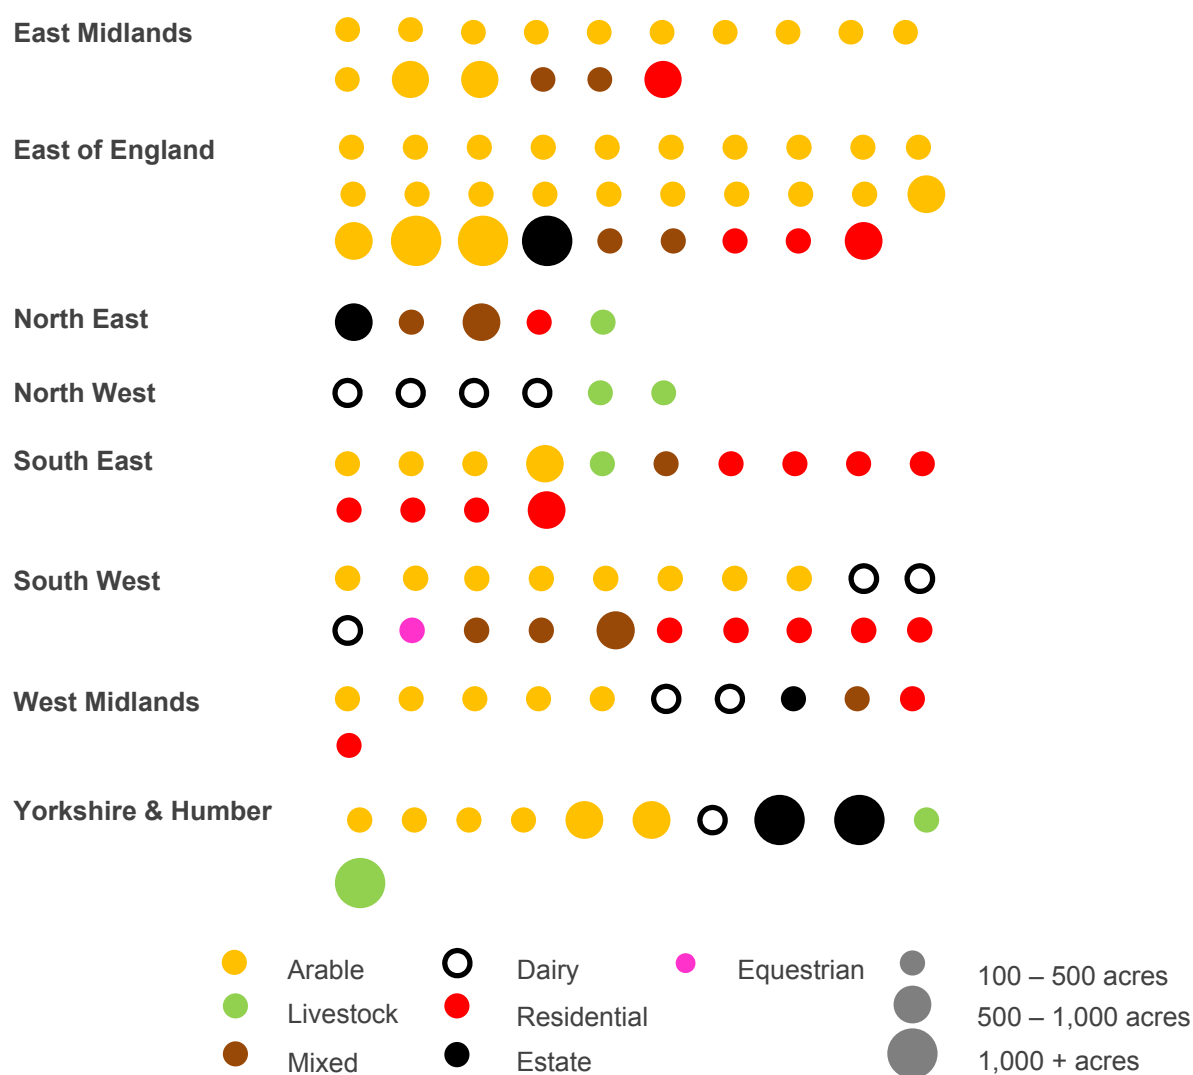 East Midlands
East of England
North East
North West
South East
South West
West Midlands
Yorkshire & Humber
Arable
Dairy
Equestrian
100 – 500 acres
Livestock
Residential
500 – 1,000 acres
Mixed
Estate
1,000 + acres